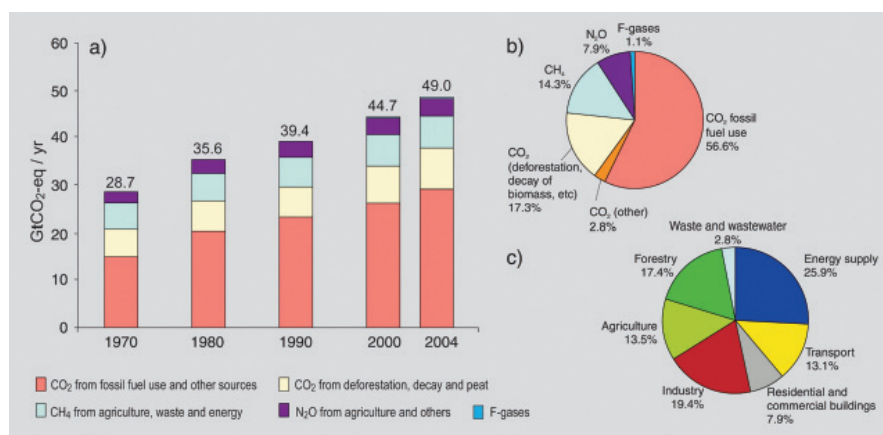 a)
GtCO₂-eq / yr
60
50
40
30
20
10
0
28.7
35.6
39.4
44.7
49.0
1970
1980
1990
2000
2004
CO₂ from fossil fuel use and other sources
CO₂ from deforestation, decay and peat
CH₄ from agriculture, waste and energy
N₂O from agriculture and others
F-gases
b)
F-gases
1.1%
N₂O
7.9%
CH₄
14.3%
CO₂ fossil
fuel use
56.6%
CO₂
(deforestation,
decay of
biomass, etc)
17.3%
CO₂ (other)
2.8%
c)
Waste and wastewater
2.8%
Forestry
17.4%
Energy supply
25.9%
Agriculture
13.5%
Transport
13.1%
Industry
19.4%
Residential and
commercial buildings
7.9%